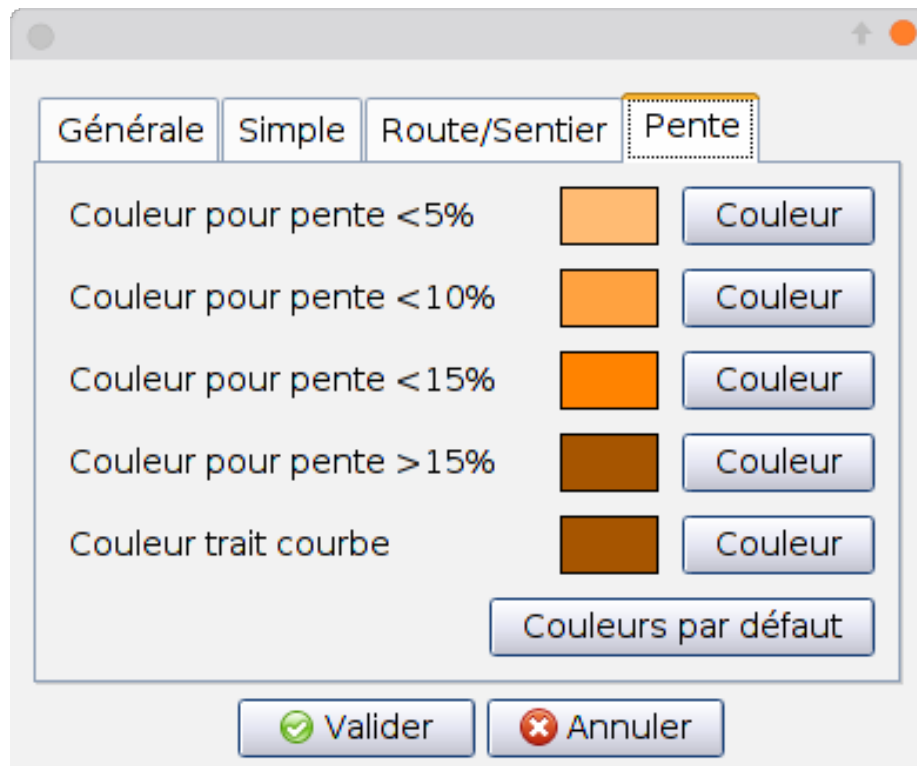 Générale Simple Route/Sentier Pente
Couleur pour pente <5% Couleur
Couleur pour pente <10% Couleur
Couleur pour pente <15% Couleur
Couleur pour pente >15% Couleur
Couleur trait courbe Couleur
Couleurs par défaut
Valider Annuler